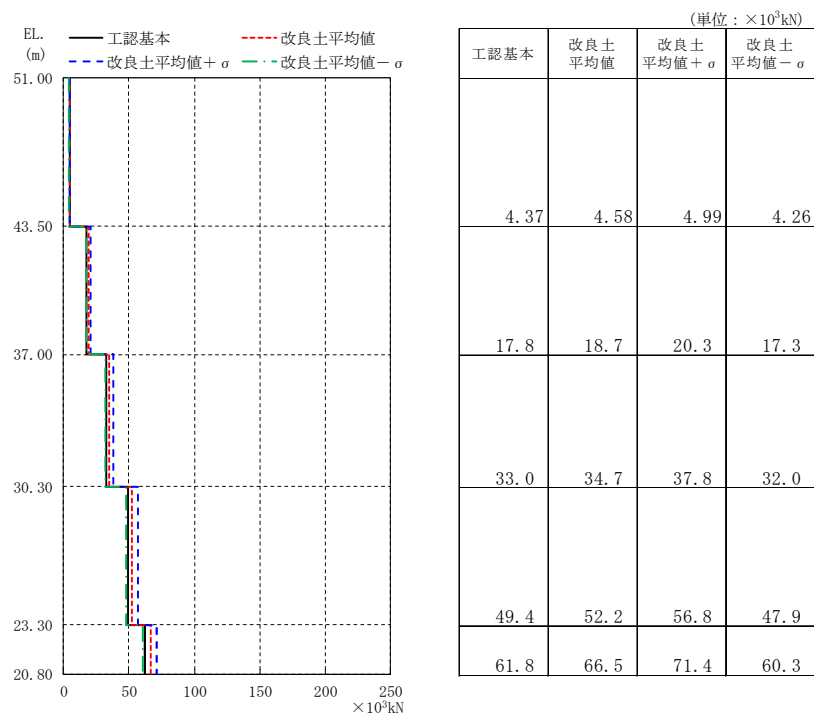 EL.
(m)
工認基本
改良土平均値
改良土平均値＋σ
改良土平均値－σ
51.00
43.50
37.00
30.30
23.30
20.80
0 50 100 150 200 250
×10³kN
(単位：×10³kN)
工認基本 改良土平均値 改良土平均値＋σ 改良土平均値－σ
4.37 4.58 4.99 4.26
17.8 18.7 20.3 17.3
33.0 34.7 37.8 32.0
49.4 52.2 56.8 47.9
61.8 66.5 71.4 60.3